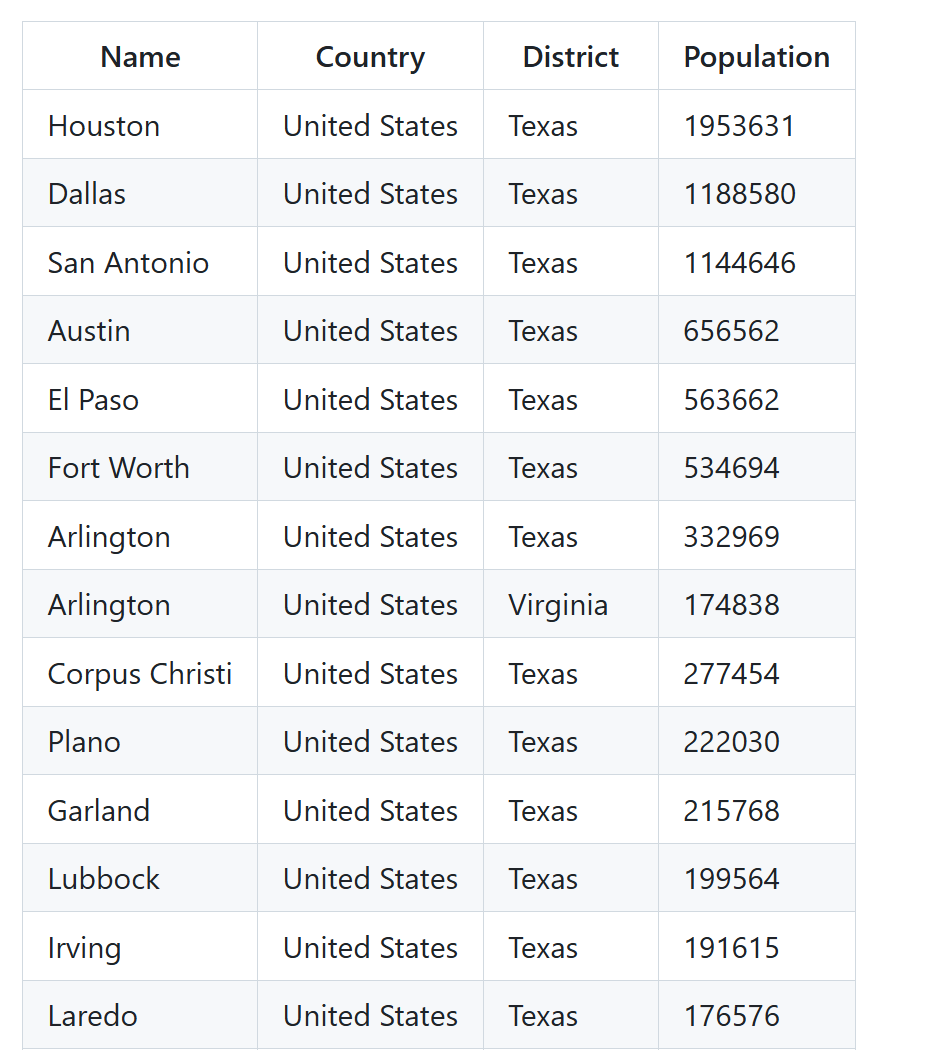 Name Country District Population
Houston United States Texas 1953631
Dallas United States Texas 1188580
San Antonio United States Texas 1144646
Austin United States Texas 656562
El Paso United States Texas 563662
Fort Worth United States Texas 534694
Arlington United States Texas 332969
Arlington United States Virginia 174838
Corpus Christi United States Texas 277454
Plano United States Texas 222030
Garland United States Texas 215768
Lubbock United States Texas 199564
Irving United States Texas 191615
Laredo United States Texas 176576